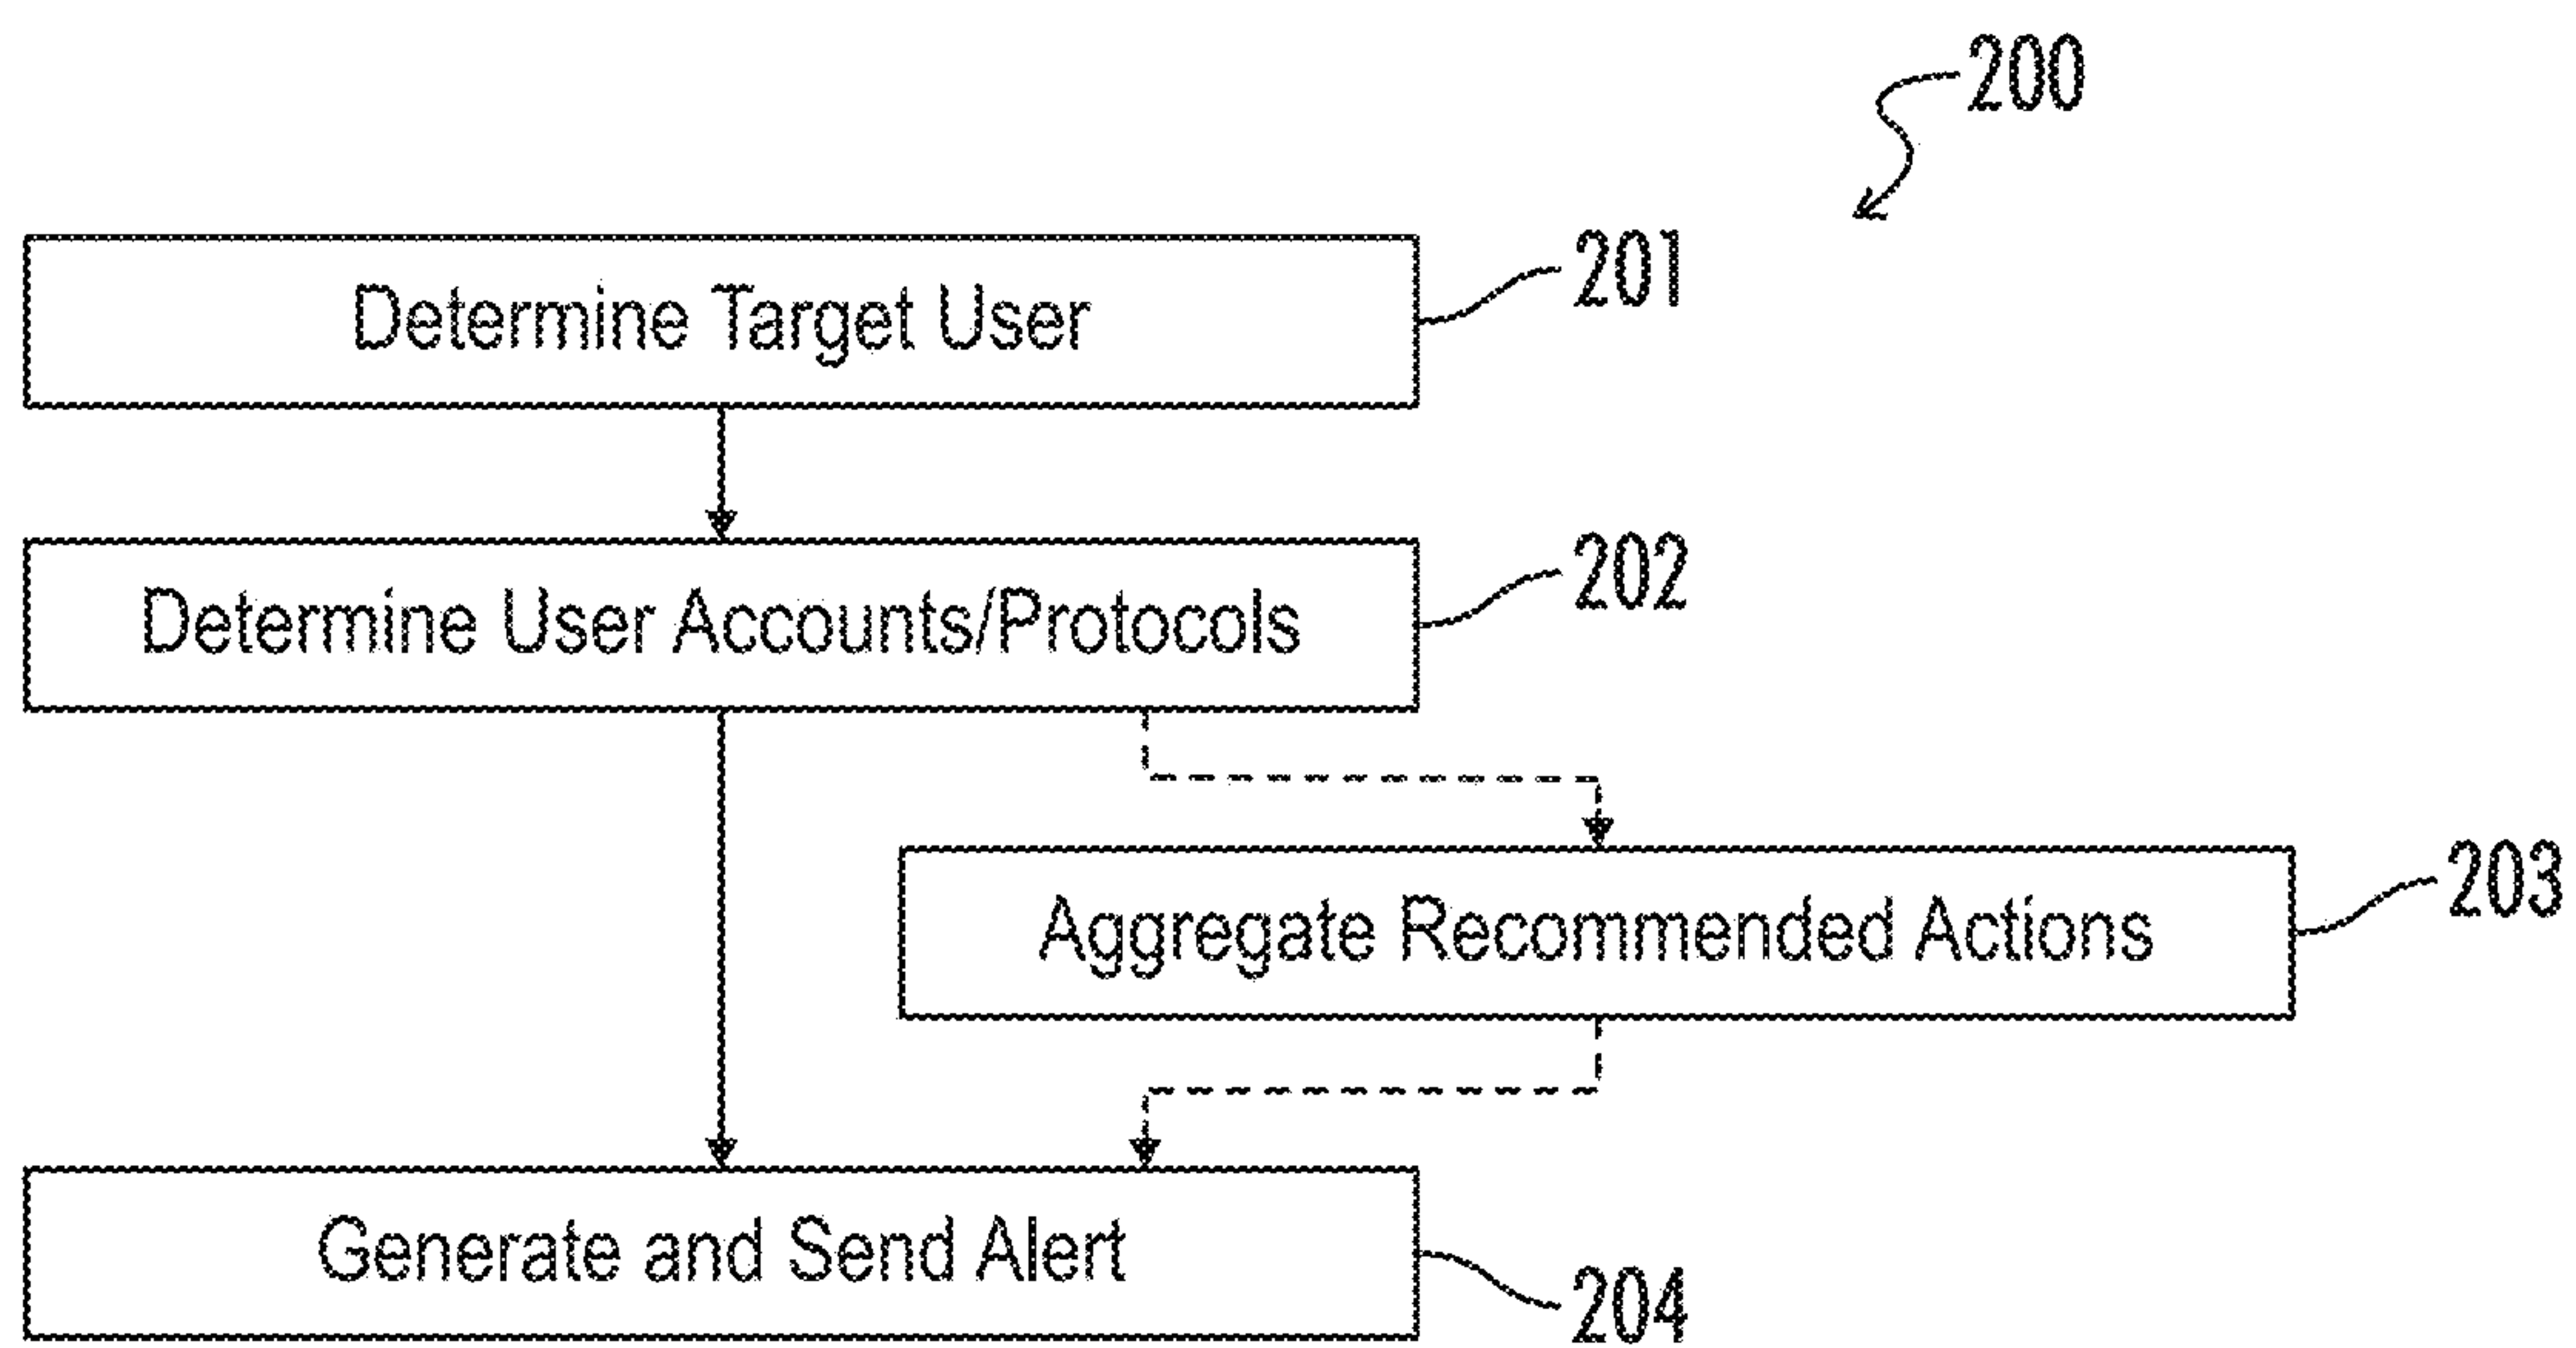 200
Determine Target User
201
Determine User Accounts/Protocols
202
Aggregate Recommended Actions
203
Generate and Send Alert
204